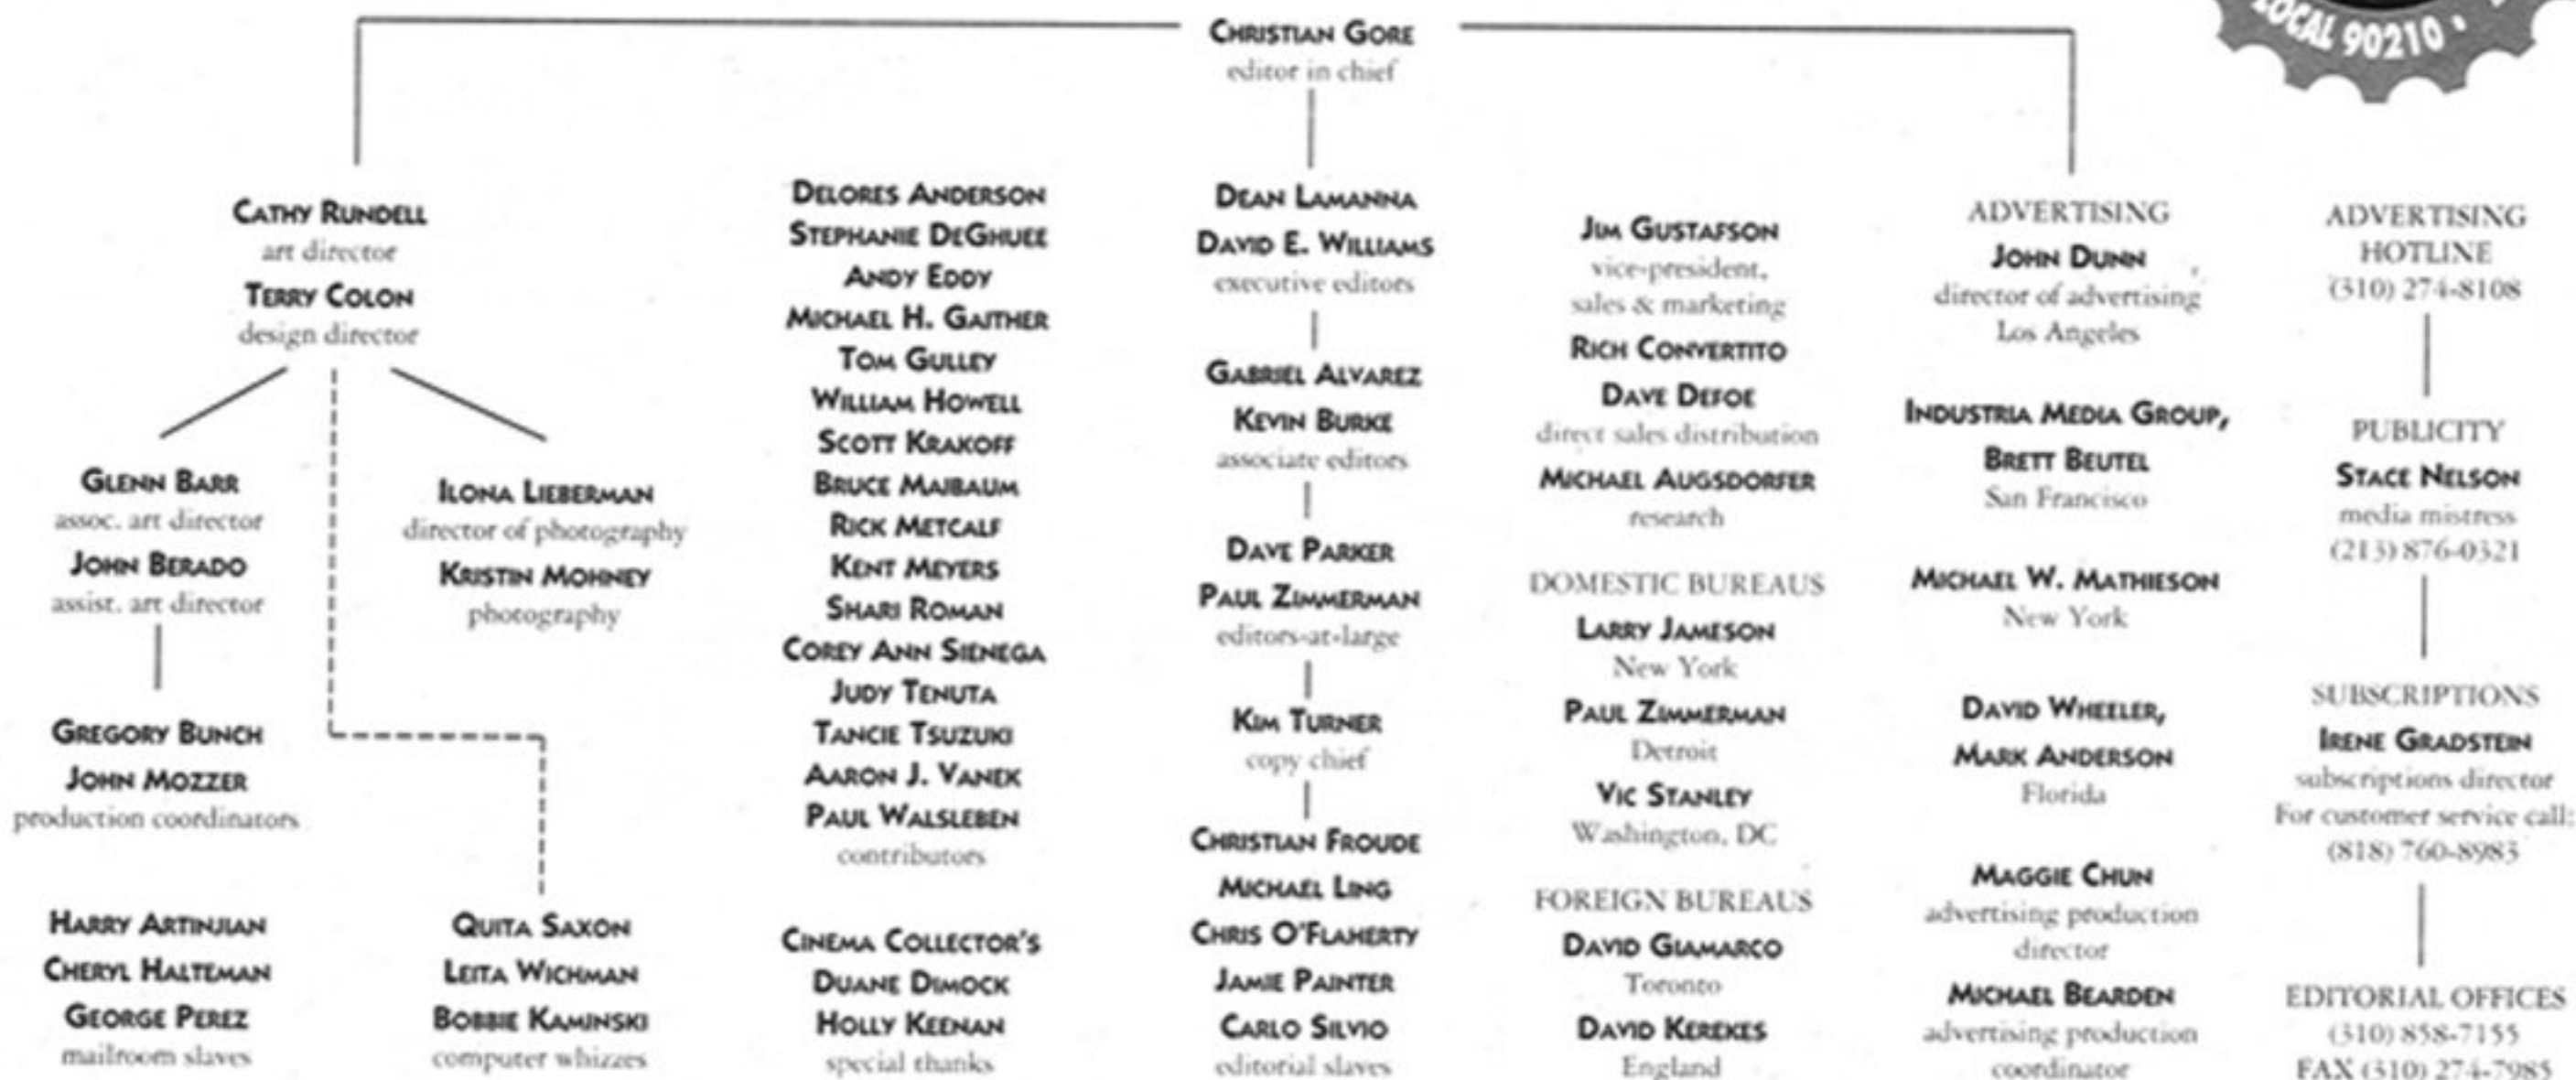 LOCAL 90210 •
CHRISTIAN GORE
editor in chief
CATHY RUNDELL
art director
TERRY COLON
design director
GLENN BARR
assoc. art director
JOHN BERADO
assist. art director
GREGORY BUNCH
JOHN MOZZER
production coordinators
HARRY ARTINJIAN
CHERYL HALTEMAN
GEORGE PEREZ
mailroom slaves
ILONA LIEBERMAN
director of photography
KRISTIN MOHNEY
photography
QUITA SAXON
LEITA WICHMAN
BOBBIE KAMINSKI
computer whizzes
DELORES ANDERSON
STEPHANIE DEGHUEE
ANDY EDDY
MICHAEL H. GAITHER
TOM GULLEY
WILLIAM HOWELL
SCOTT KRAKOFF
BRUCE MAIBAUM
RICK METCALF
KENT MEYERS
SHARI ROMAN
COREY ANN SIENEGA
JUDY TENUTA
TANCIE TSUZUKI
AARON J. VANEK
PAUL WALSLEBEN
contributors
CINEMA COLLECTOR'S
DUANE DIMOCK
HOLLY KEENAN
special thanks
DEAN LAMANNA
DAVID E. WILLIAMS
executive editors
GABRIEL ALVAREZ
KEVIN BURKE
associate editors
DAVE PARKER
PAUL ZIMMERMAN
editors-at-large
KIM TURNER
copy chief
CHRISTIAN FROUDE
MICHAEL LING
CHRIS O'FLAHERTY
JAMIE PAINTER
CARLO SILVIO
editorial slaves
JIM GUSTAFSON
vice-president,
sales & marketing
RICH CONVERTITO
DAVE DEFOE
direct sales distribution
MICHAEL AUGSDORFER
research
DOMESTIC BUREAUS
LARRY JAMESON
New York
PAUL ZIMMERMAN
Detroit
VIC STANLEY
Washington, DC
FOREIGN BUREAUS
DAVID GIAMARCO
Toronto
DAVID KEREKES
England
ADVERTISING
JOHN DUNN
director of advertising
Los Angeles
INDUSTRIA MEDIA GROUP,
BRETT BEUTEL
San Francisco
MICHAEL W. MATHIESON
New York
DAVID WHEELER,
MARK ANDERSON
Florida
MAGGIE CHUN
advertising production
director
MICHAEL BEARDEN
advertising production
coordinator
ADVERTISING
HOTLINE
(310) 274-8108
PUBLICITY
STACE NELSON
media mistress
(213) 876-0321
SUBSCRIPTIONS
IRENE GRADSTEIN
subscriptions director
For customer service call:
(818) 760-8983
EDITORIAL OFFICES
(310) 858-7155
FAX (310) 274-7985